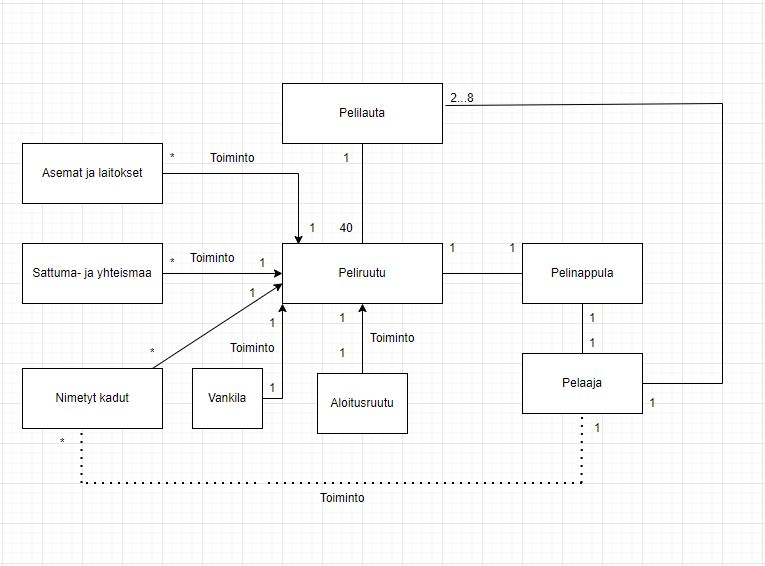 2...8
Pelilauta
1
*
Toiminto
Asemat ja laitokset
1
40
*
Toiminto
1
1
1
Sattuma- ja yhteismaa
Peliruutu
Pelinappula
1
1
1
1
Toiminto
Toiminto
*
1
1
1
Nimetyt kadut
Vankila
Aloitusruutu
Pelaaja
1
*
1
Toiminto